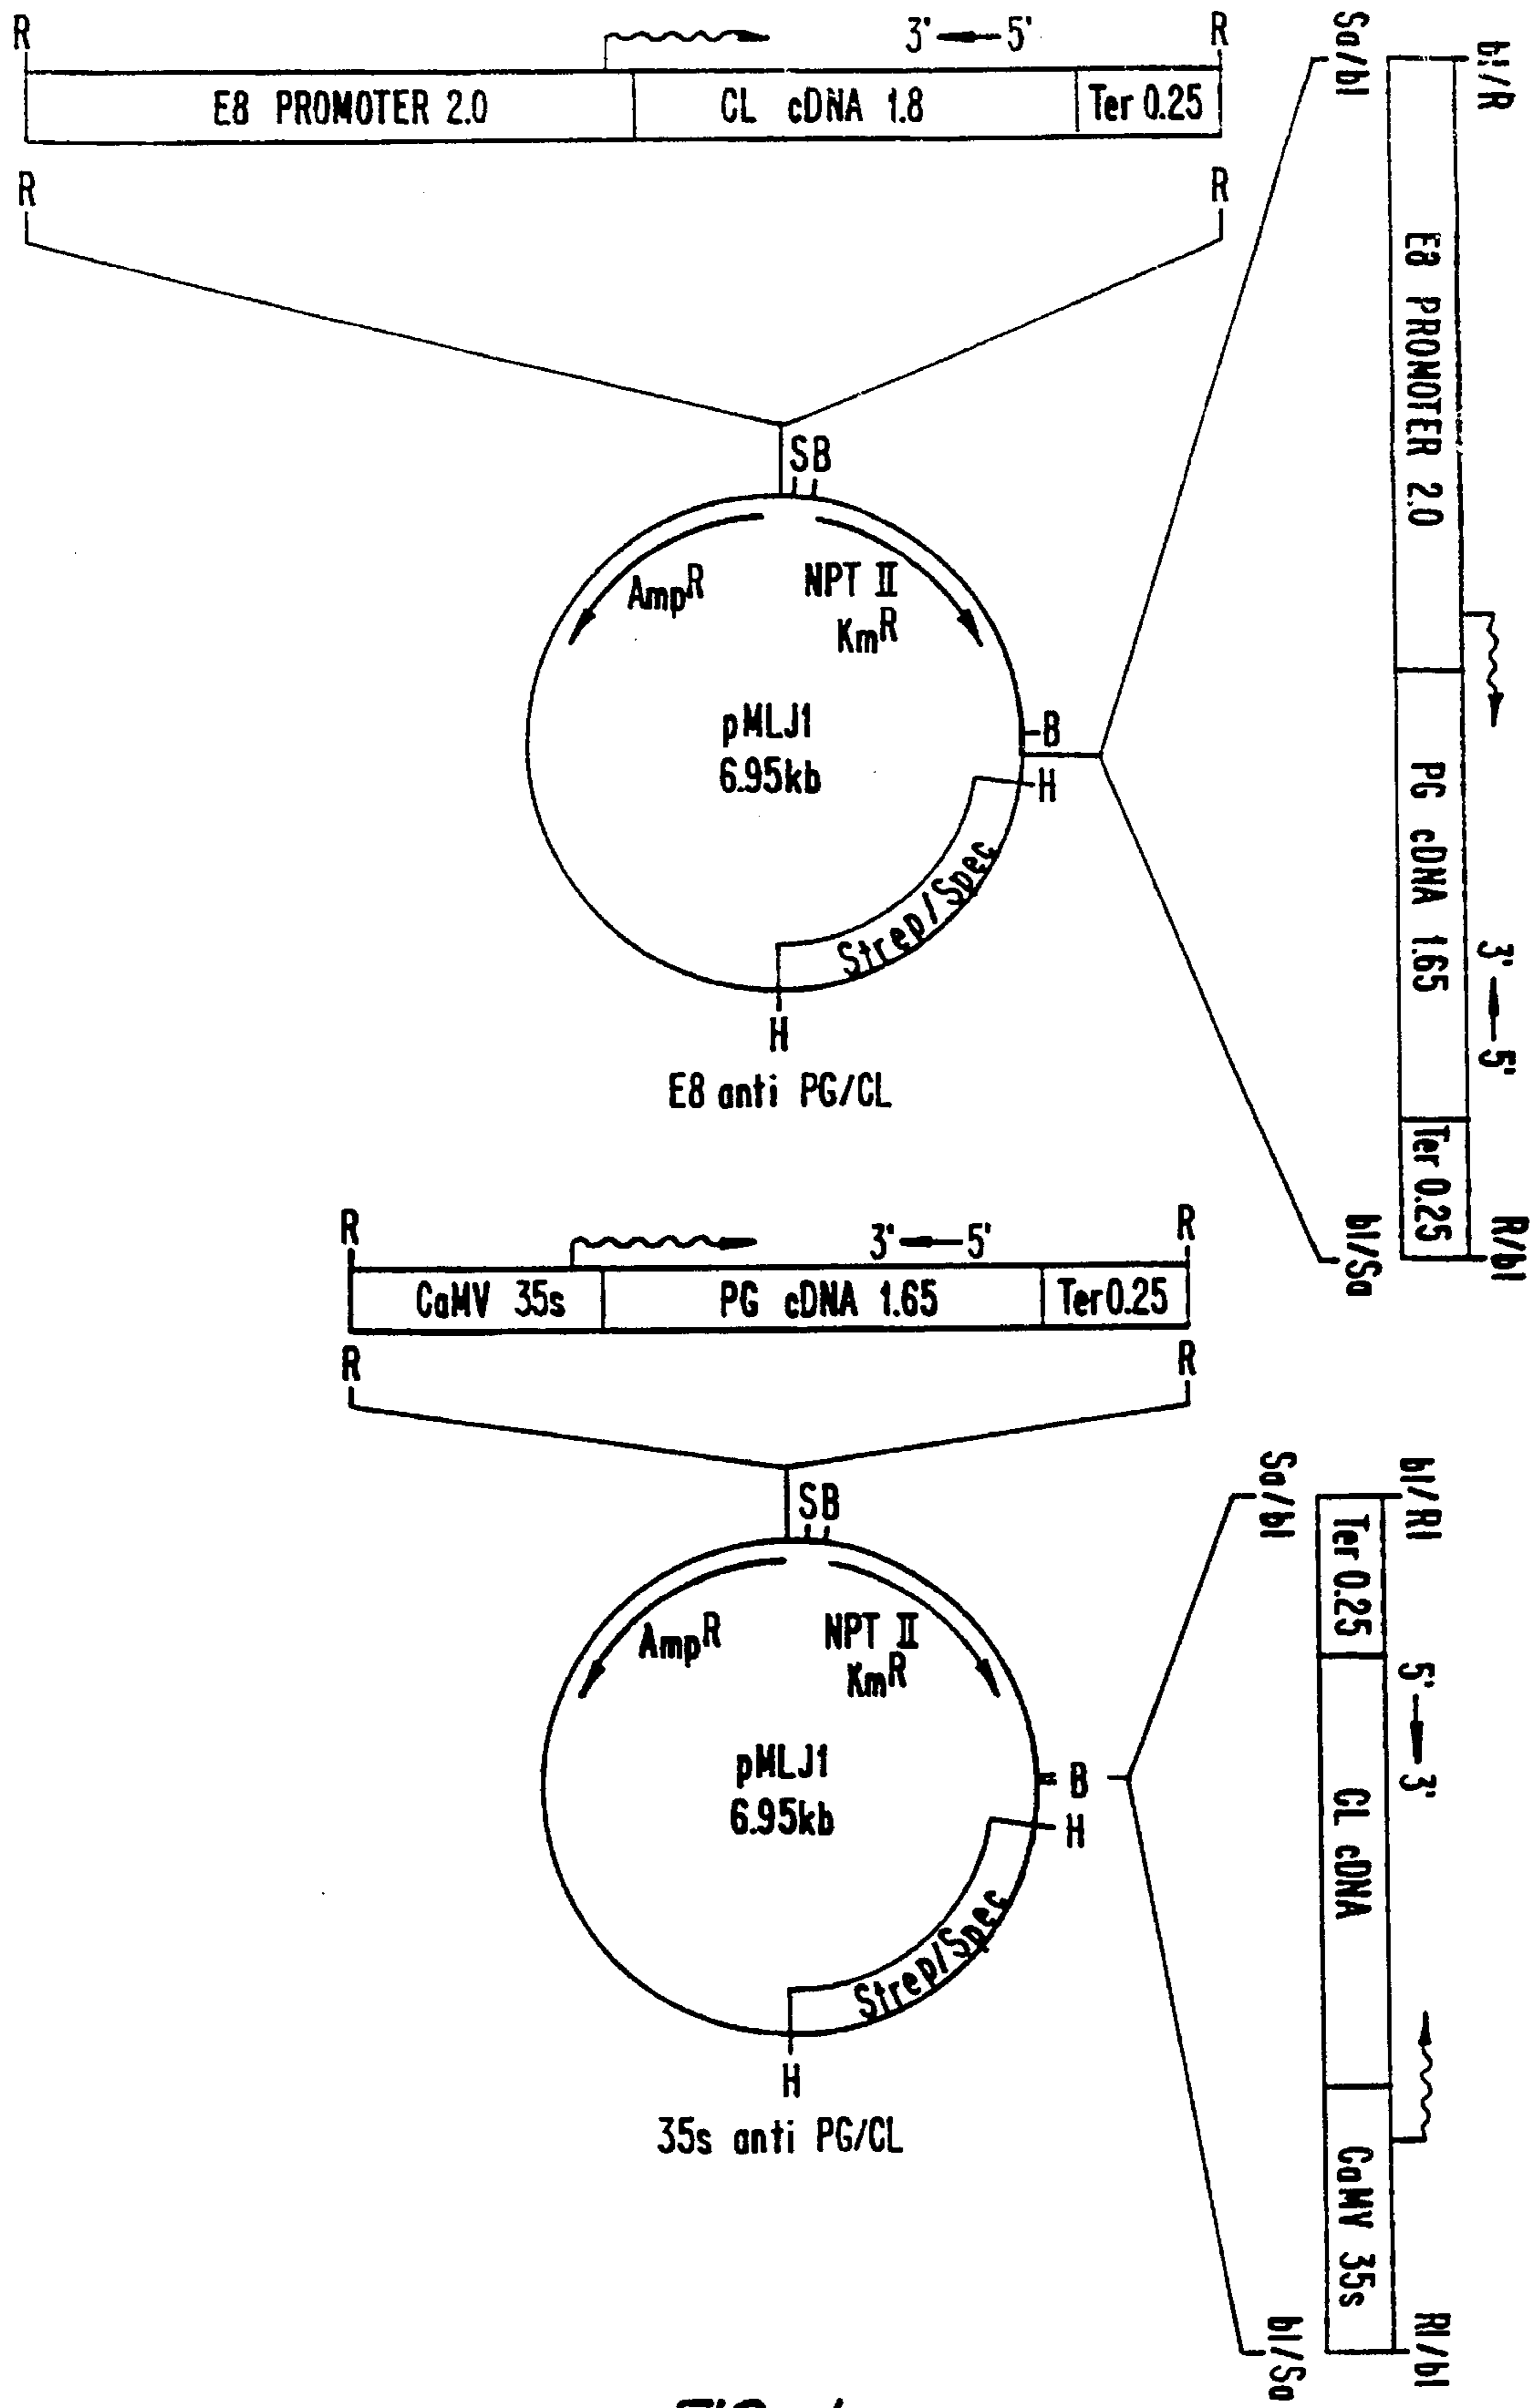 R
3' 5'
R
E8 PROMOTER 2.0
CL cDNA 1.8
Ter 0.25
R
R
Sa/bl
bl/R
E8 PROMOTER 2.0
PG cDNA 1.65
3' 5'
Ter 0.25
bl/Sa
R/bl
SB
AmpR
NPT II
KmR
pMLJ1
6.95kb
B
H
Strep/Spec
H
E8 anti PG/CL
R
3' 5'
R
CaMV 35s
PG cDNA 1.65
Ter 0.25
R
R
Sa/bl
bl/RI
Ter 0.25
5' 3'
CL cDNA
CaMV 35s
bl/Sa
RI/bl
SB
AmpR
NPT II
KmR
pMLJ1
6.95kb
B
H
Strep/Spec
H
35s anti PG/CL